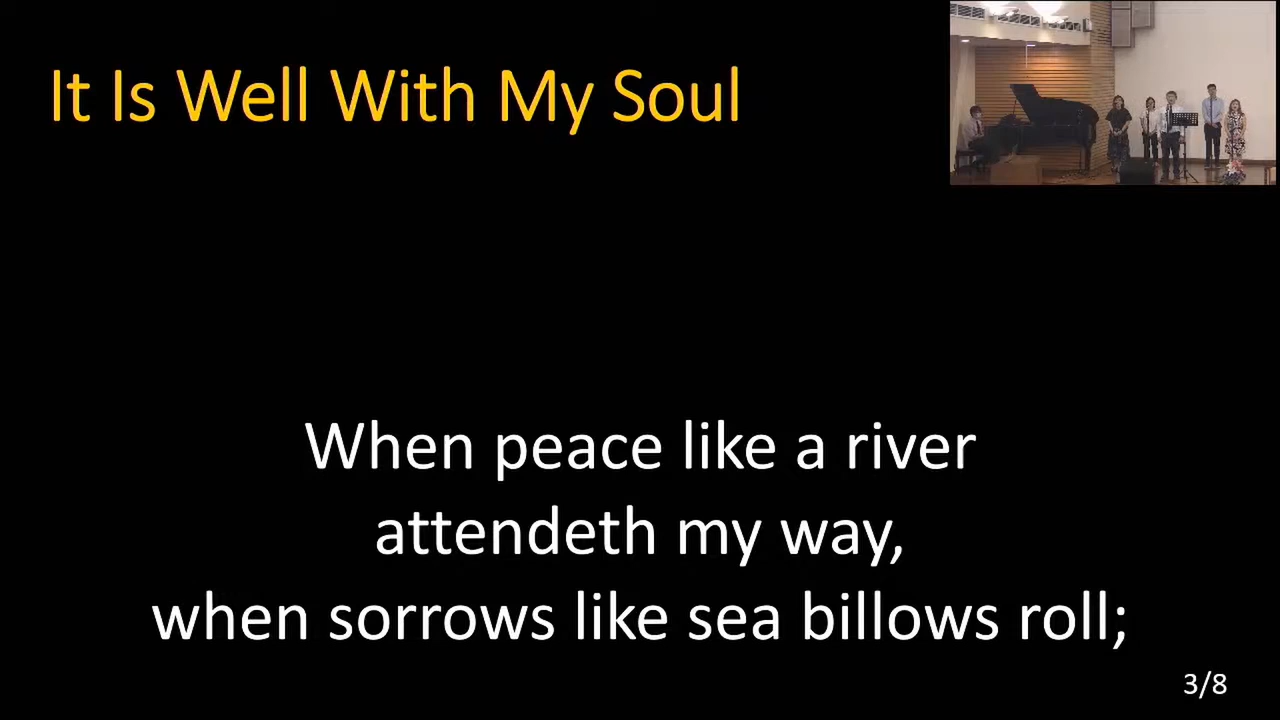 It Is Well With My Soul
When peace like a river
attendeth my way,
when sorrows like sea billows roll;
3/8